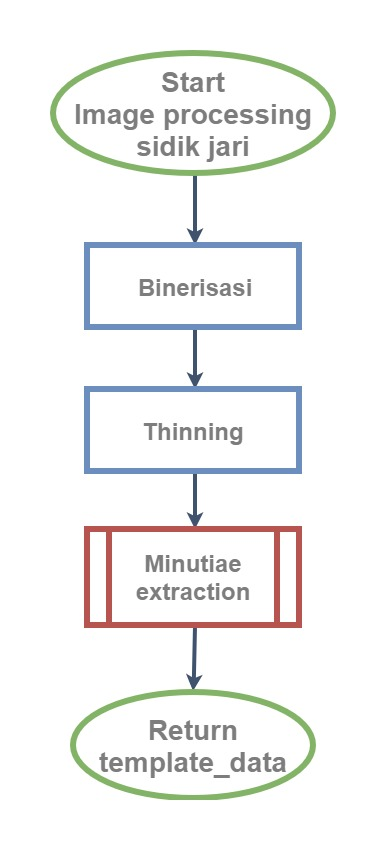 Start
Image processing
sidik jari
Binerisasi
Thinning
Minutiae
extraction
Return
template_data